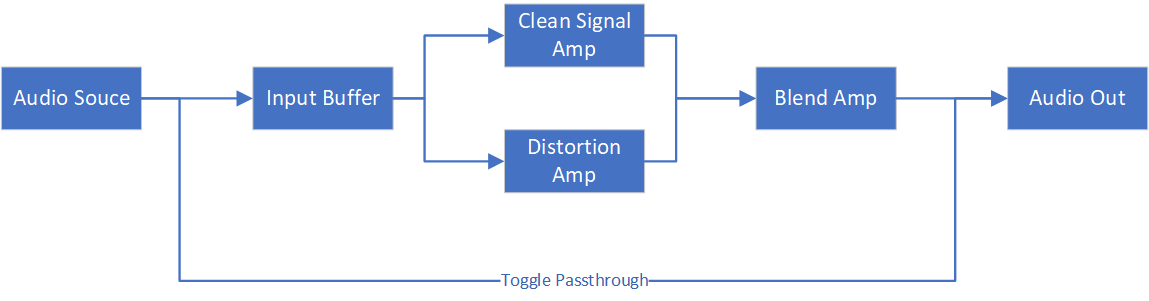 Clean Signal
Amp
Audio Souce
Input Buffer
Blend Amp
Audio Out
Distortion
Amp
Toggle Passthrough